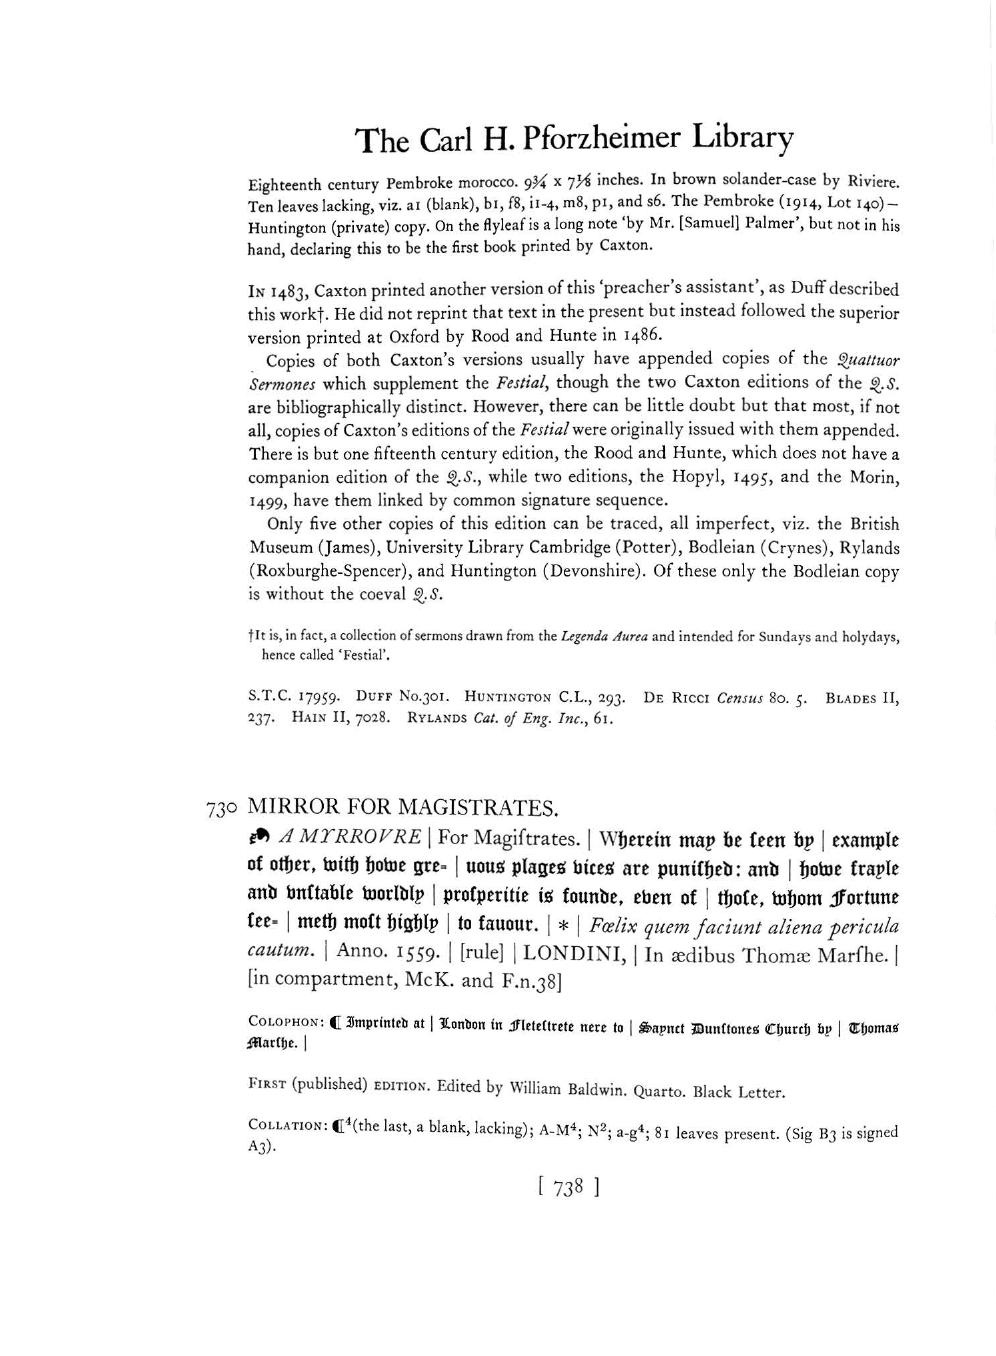 The Carl H. Pforzheimer Library
Eighteenth century Pembroke morocco. 9¾ x 7⅛ inches. In brown solander-case by Riviere.
Ten leaves lacking, viz. a1 (blank), b1, f8, i1-4, m8, p1, and s6. The Pembroke (1914, Lot 140) —
Huntington (private) copy. On the flyleaf is a long note ‘by Mr. [Samuel] Palmer’, but not in his
hand, declaring this to be the first book printed by Caxton.
In 1483, Caxton printed another version of this ‘preacher’s assistant’, as Duff described
this work†. He did not reprint that text in the present but instead followed the superior
version printed at Oxford by Rood and Hunte in 1486.
Copies of both Caxton’s versions usually have appended copies of the Quattuor
Sermones which supplement the Festial, though the two Caxton editions of the Q.S.
are bibliographically distinct. However, there can be little doubt but that most, if not
all, copies of Caxton’s editions of the Festial were originally issued with them appended.
There is but one fifteenth century edition, the Rood and Hunte, which does not have a
companion edition of the Q.S., while two editions, the Hopyl, 1495, and the Morin,
1499, have them linked by common signature sequence.
Only five other copies of this edition can be traced, all imperfect, viz. the British
Museum (James), University Library Cambridge (Potter), Bodleian (Crynes), Rylands
(Roxburghe-Spencer), and Huntington (Devonshire). Of these only the Bodleian copy
is without the coeval Q.S.
†It is, in fact, a collection of sermons drawn from the Legenda Aurea and intended for Sundays and holydays,
hence called ‘Festial’.
S.T.C. 17959. Duff No.301. Huntington C.L., 293. De Ricci Census 80. 5. Blades II,
237. Hain II, 7028. Rylands Cat. of Eng. Inc., 61.
730 MIRROR FOR MAGISTRATES.
❧ A MYRROVRE | For Magiſtrates. | Wherein may be ſeen by | example
of other, with howe gre- | uous plages vices are puniſhed: and | howe frayle
and vnſtable worldly | proſperitie is founde, even of | thoſe, whom Fortune
ſee- | meth moſt highly | to fauour. | * | Fœlix quem faciunt aliena pericula
cautum. | Anno. 1559. | [rule] | LONDINI, | In ædibus Thomæ Marſhe. |
[in compartment, McK. and F.n.38]
Colophon: ¶ Imprinted at | London in Fleteſtrete nere to | Saynct Dunſtones Church by | Thomas
Marſhe. |
First (published) edition. Edited by William Baldwin. Quarto. Black Letter.
Collation: ¶⁴(the last, a blank, lacking); A-M⁴; N²; a-g⁴; 81 leaves present. (Sig B3 is signed
A3).
[ 738 ]